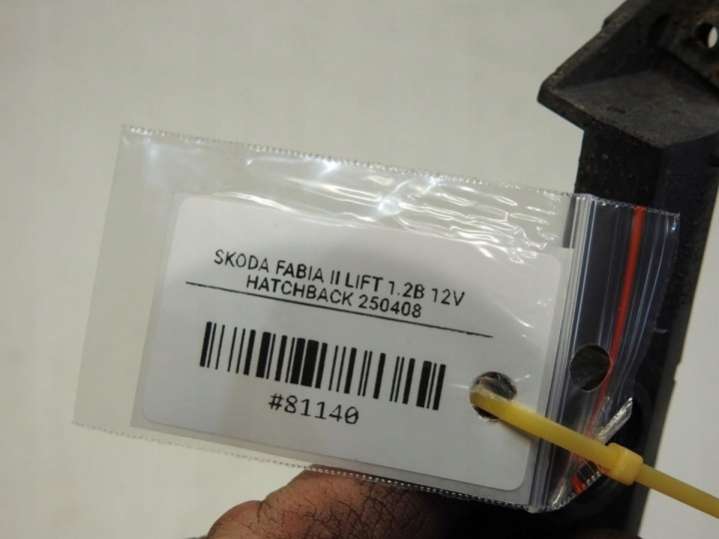 SKODA FABIA II LIFT 1.2B 12V
HATCHBACK 250408
#81140